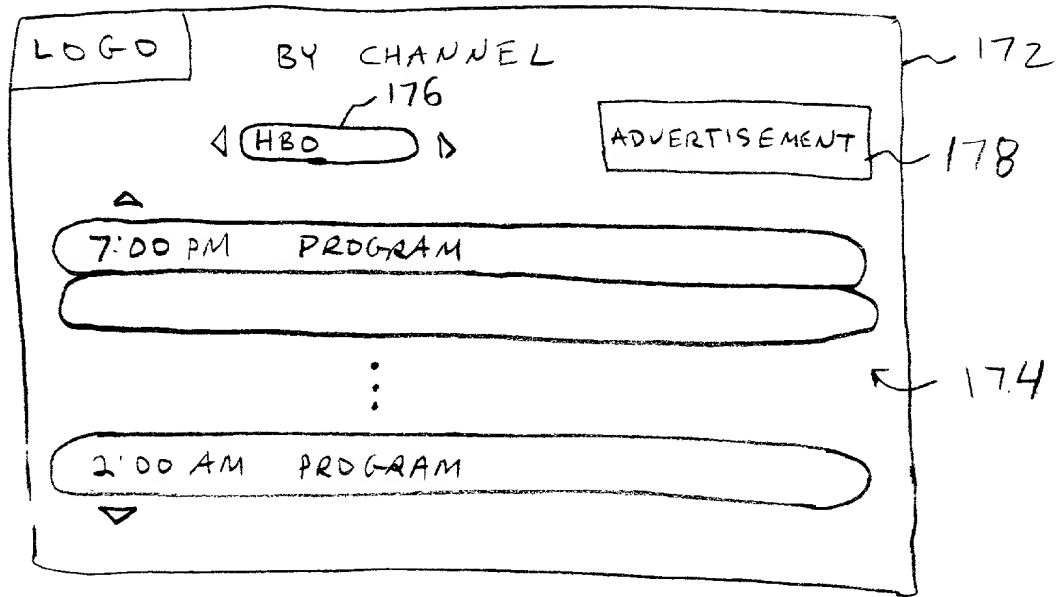 LOGO
BY CHANNEL
172
176
HBO
ADVERTISEMENT
178
7:00 PM PROGRAM
174
2:00 AM PROGRAM